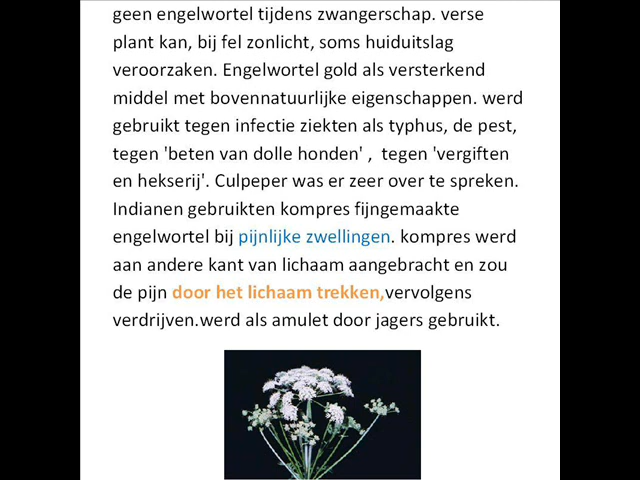 geen engelwortel tijdens zwangerschap. verse
plant kan, bij fel zonlicht, soms huiduitslag
veroorzaken. Engelwortel gold als versterkend
middel met bovennatuurlijke eigenschappen. werd
gebruikt tegen infectie ziekten als typhus, de pest,
tegen 'beten van dolle honden' , tegen 'vergiften
en hekserij'. Culpeper was er zeer over te spreken.
Indianen gebruikten kompres fijngemaakte
engelwortel bij pijnlijke zwellingen. kompres werd
aan andere kant van lichaam aangebracht en zou
de pijn door het lichaam trekken,vervolgens
verdrijven.werd als amulet door jagers gebruikt.